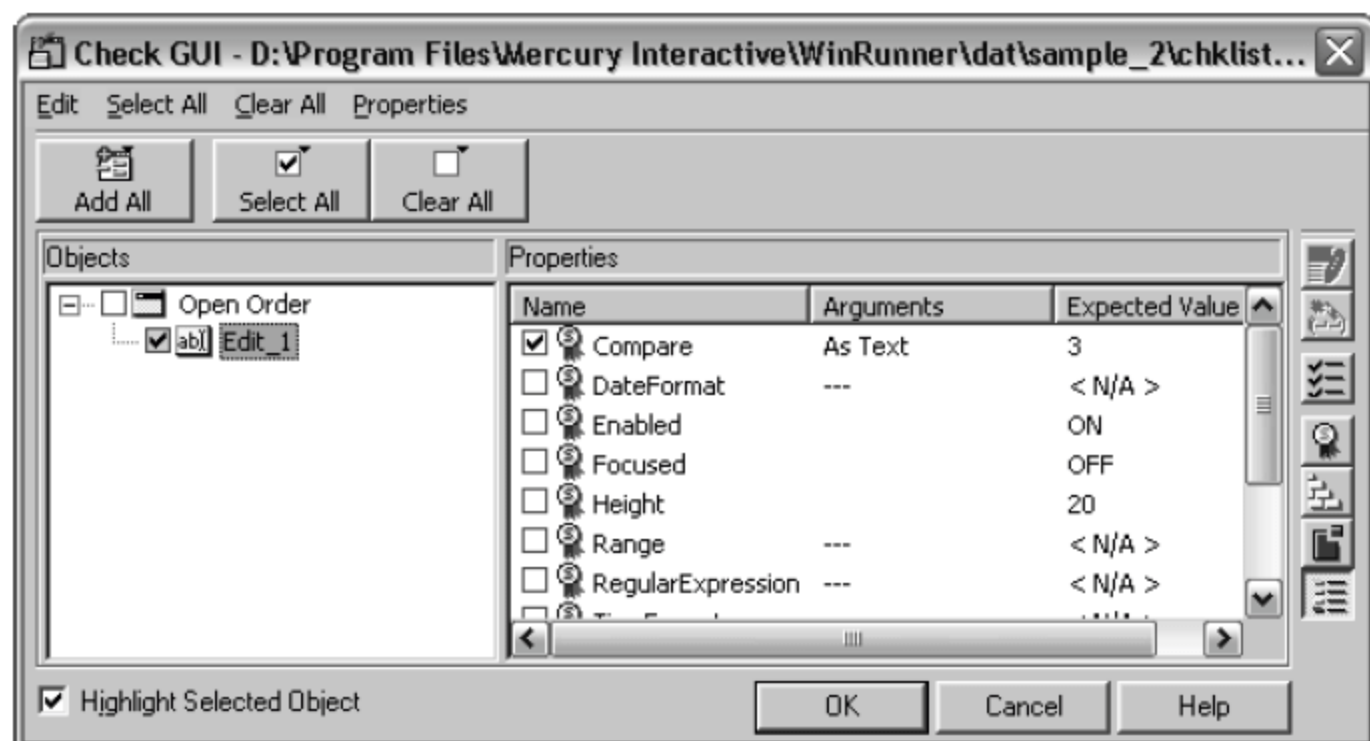 Check GUI - D:\Program Files\Mercury Interactive\WinRunner\dat\sample_2\chklist...
Edit Select All Clear All Properties
Add All Select All Clear All
Objects
Open Order
Edit_1
Properties
Name Arguments Expected Value
Compare As Text 3
DateFormat --- < N/A >
Enabled ON
Focused OFF
Height 20
Range --- < N/A >
RegularExpression --- < N/A >
Highlight Selected Object
OK Cancel Help